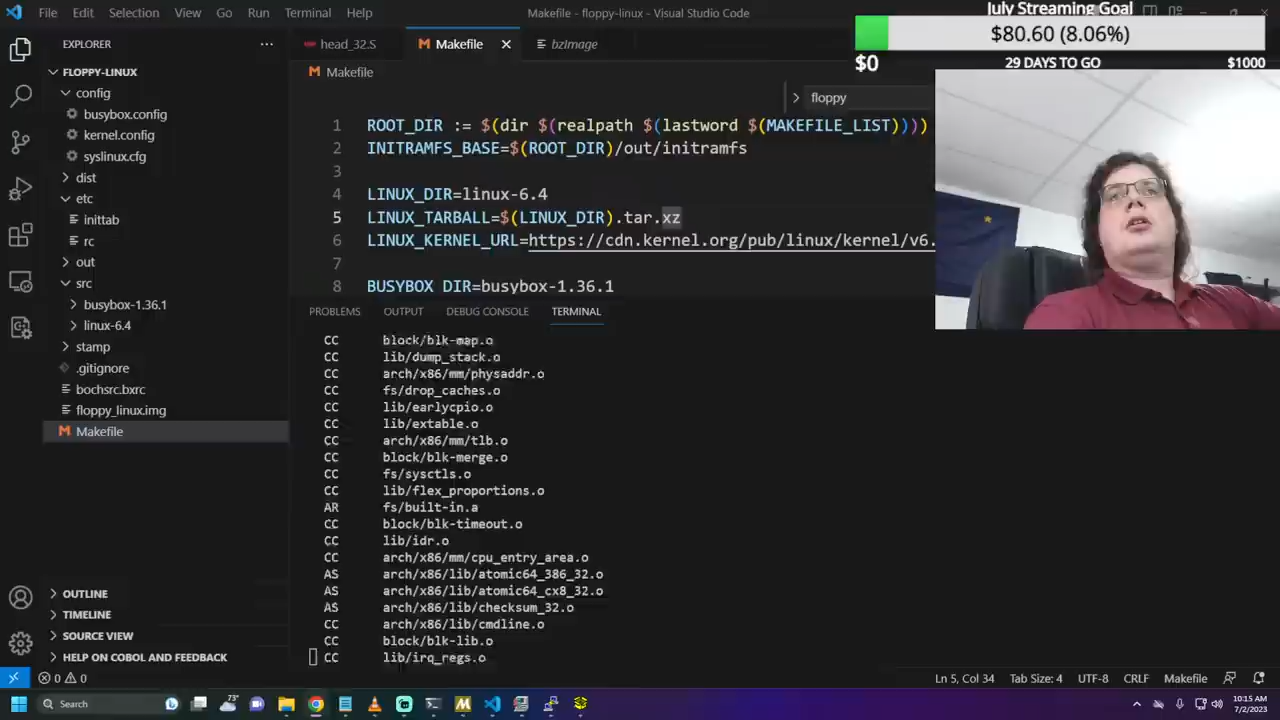 File Edit Selection View Go Run Terminal Help
Makefile - floppy-linux - Visual Studio Code
July Streaming Goal
$80.60 (8.06%)
$0 29 DAYS TO GO $1000
EXPLORER
FLOPPY-LINUX
config
busybox.config
kernel.config
syslinux.cfg
dist
etc
inittab
rc
out
src
busybox-1.36.1
linux-6.4
stamp
.gitignore
bochsrc.bxrc
floppy_linux.img
Makefile
OUTLINE
TIMELINE
SOURCE VIEW
HELP ON COBOL AND FEEDBACK
head_32.S Makefile bzImage
Makefile
floppy
1 ROOT_DIR := $(dir $(realpath $(lastword $(MAKEFILE_LIST))))
2 INITRAMFS_BASE=$(ROOT_DIR)/out/initramfs
3
4 LINUX_DIR=linux-6.4
5 LINUX_TARBALL=$(LINUX_DIR).tar.xz
6 LINUX_KERNEL_URL=https://cdn.kernel.org/pub/linux/kernel/v6.
7
8 BUSYBOX_DIR=busybox-1.36.1
PROBLEMS OUTPUT DEBUG CONSOLE TERMINAL
CC block/blk-map.o
CC lib/dump_stack.o
CC arch/x86/mm/physaddr.o
CC fs/drop_caches.o
CC lib/earlycpio.o
CC lib/extable.o
CC arch/x86/mm/tlb.o
CC block/blk-merge.o
CC fs/sysctls.o
CC lib/flex_proportions.o
AR fs/built-in.a
CC block/blk-timeout.o
CC lib/idr.o
CC arch/x86/mm/cpu_entry_area.o
AS arch/x86/lib/atomic64_386_32.o
AS arch/x86/lib/atomic64_cx8_32.o
AS arch/x86/lib/checksum_32.o
CC arch/x86/lib/cmdline.o
CC block/blk-lib.o
CC lib/irq_regs.o
0 0 Ln 5, Col 34 Tab Size: 4 UTF-8 CRLF Makefile
Search 73° 10:15 AM
7/2/2023